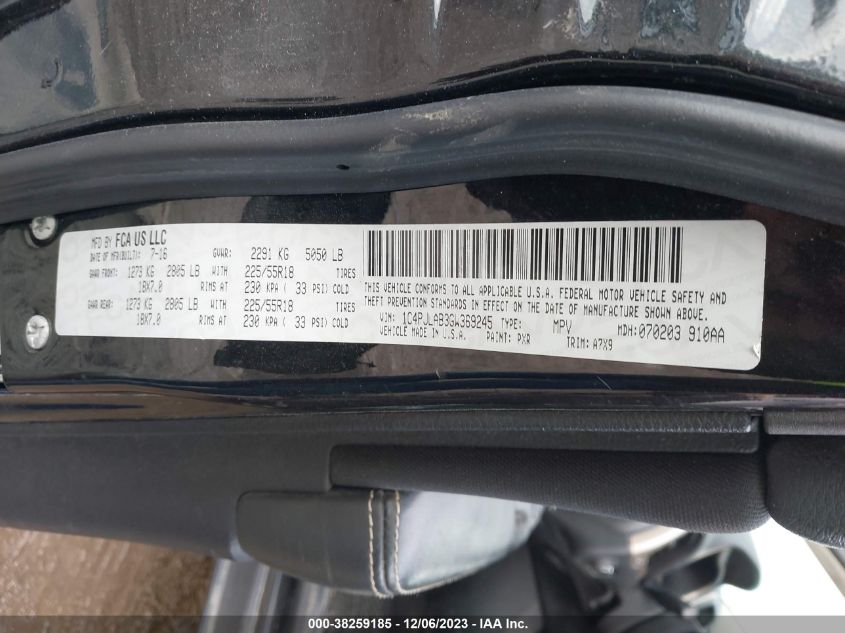 MFD BY FCA US LLC
DATE OF MFR(BUILT): 7-16 GVWR: 2291 KG 5050 LB
GAWR FRONT: 1273 KG 2805 LB WITH 225/55R18 TIRES
18X7.0 RIMS AT 230 KPA ( 33 PSI) COLD
GAWR REAR: 1273 KG 2805 LB WITH 225/55R18 TIRES
18X7.0 RIMS AT 230 KPA ( 33 PSI) COLD
THIS VEHICLE CONFORMS TO ALL APPLICABLE U.S.A. FEDERAL MOTOR VEHICLE SAFETY AND
THEFT PREVENTION STANDARDS IN EFFECT ON THE DATE OF MANUFACTURE SHOWN ABOVE.
VIN: 1C4PJLAB3GW369245 TYPE: MPV MDH: 070203 910AA
VEHICLE MADE IN U.S.A. PAINT: PXR TRIM: A7X9
000-38259185 - 12/06/2023 - IAA Inc.